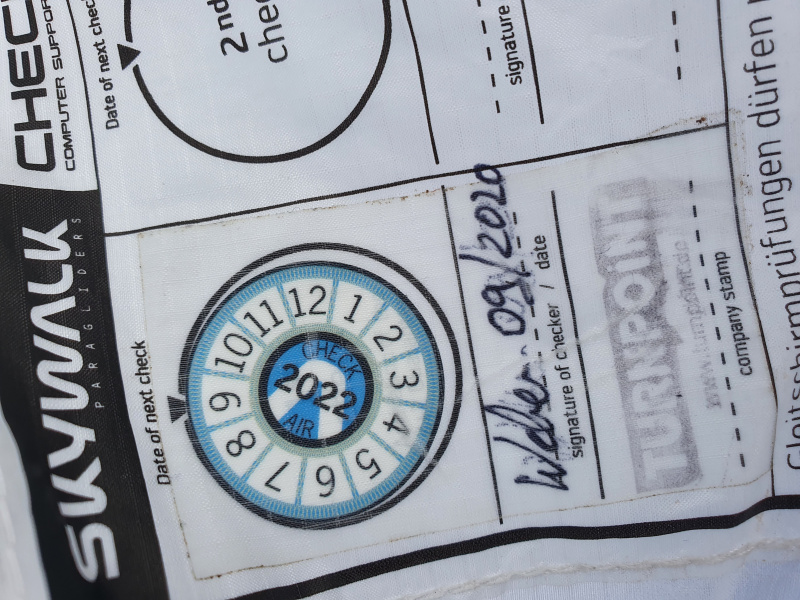 SKYWALK
PARAGLIDERS
CHEC
COMPUTER SUPPOR
Date of next check
12
1
2
3
4
5
6
7
8
9
10
11
CHECK
2022
AIR
Weber 09/2020
signature of checker / date
TURNPOINT
www.turnpoint.de
company stamp
Date of next check
2nd
chec
signature
Gleitschirmprüfungen dürfen